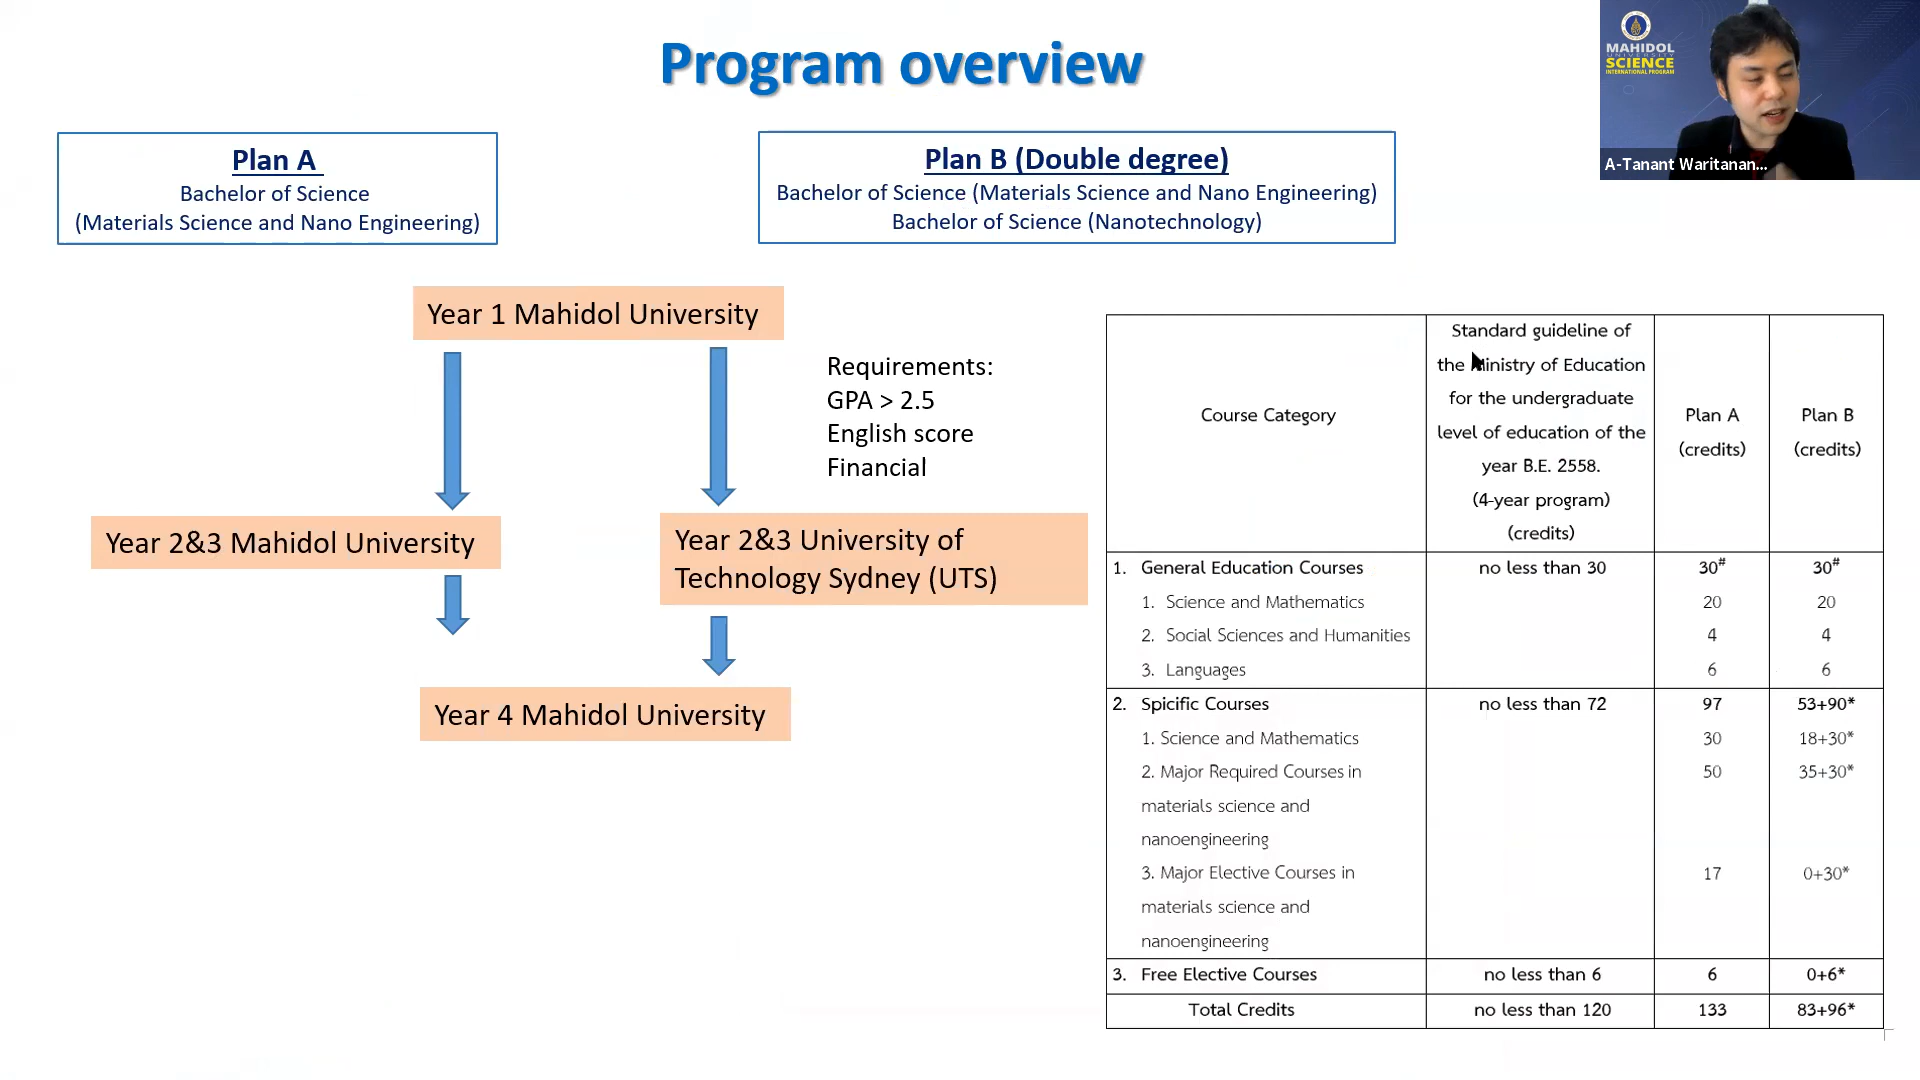 Program overview
MAHIDOL
UNIVERSITY
SCIENCE
INTERNATIONAL PROGRAM
A-Tanant Waritanan...
Plan A
Bachelor of Science
(Materials Science and Nano Engineering)
Plan B (Double degree)
Bachelor of Science (Materials Science and Nano Engineering)
Bachelor of Science (Nanotechnology)
Year 1 Mahidol University
Requirements:
GPA > 2.5
English score
Financial
Year 2&3 Mahidol University
Year 2&3 University of
Technology Sydney (UTS)
Year 4 Mahidol University
Course Category
Standard guideline of
the Ministry of Education
for the undergraduate
level of education of the
year B.E. 2558.
(4-year program)
(credits)
Plan A
(credits)
Plan B
(credits)
1. General Education Courses no less than 30 30# 30#
1. Science and Mathematics 20 20
2. Social Sciences and Humanities 4 4
3. Languages 6 6
2. Spicific Courses no less than 72 97 53+90*
1. Science and Mathematics 30 18+30*
2. Major Required Courses in 50 35+30*
materials science and
nanoengineering
3. Major Elective Courses in 17 0+30*
materials science and
nanoengineering
3. Free Elective Courses no less than 6 6 0+6*
Total Credits no less than 120 133 83+96*